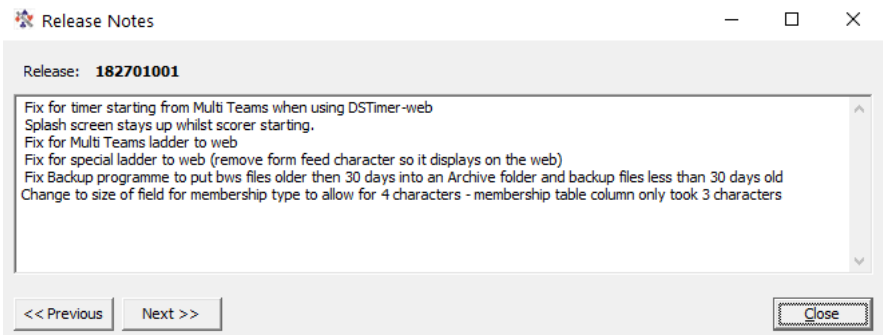 Release Notes
Release: 182701001
Fix for timer starting from Multi Teams when using DSTimer-web
Splash screen stays up whilst scorer starting.
Fix for Multi Teams ladder to web
Fix for special ladder to web (remove form feed character so it displays on the web)
Fix Backup programme to put bws files older then 30 days into an Archive folder and backup files less than 30 days old
Change to size of field for membership type to allow for 4 characters - membership table column only took 3 characters
<< Previous Next >> Close